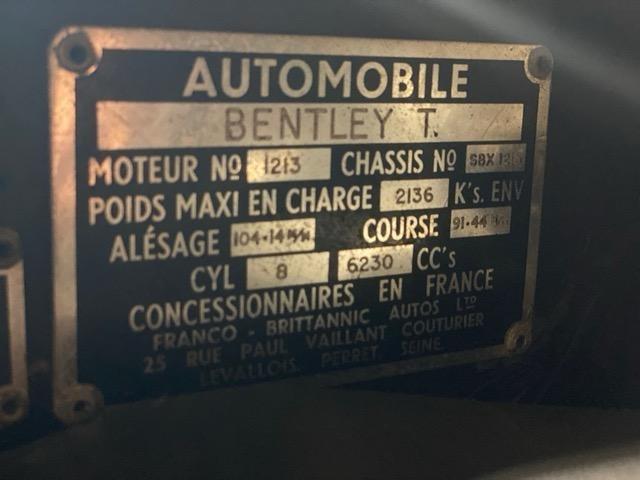 AUTOMOBILE
BENTLEY T.
MOTEUR Nº 1213 CHASSIS Nº SBX
POIDS MAXI EN CHARGE 2136 K's. ENV
ALÉSAGE 104·14 m/m. COURSE 91·44 m/m.
CYL 8 6230 CC's
CONCESSIONNAIRES EN FRANCE
FRANCO - BRITTANNIC AUTOS LTD
25 RUE PAUL VAILLANT COUTURIER
LEVALLOIS. PERRET. SEINE.